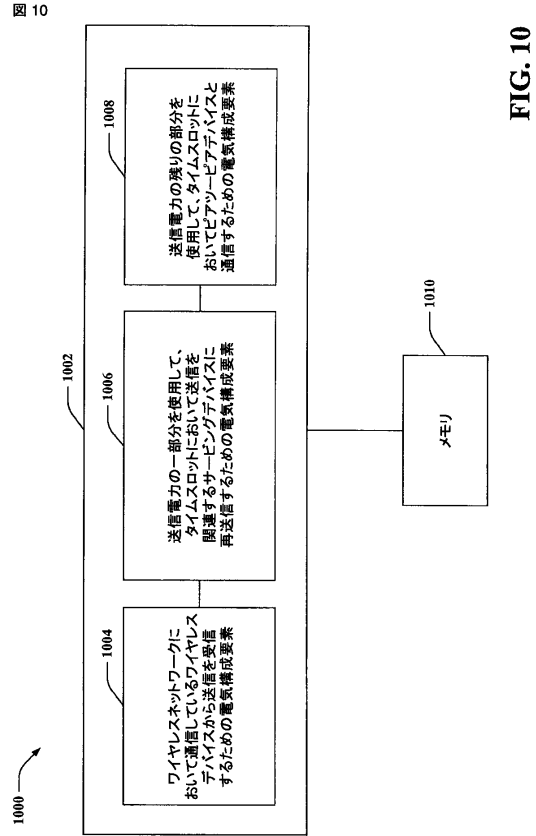 図 10
1000
1002
1004
ワイヤレスネットワークに
おいて通信しているワイヤレス
デバイスから送信を受信
するための電気構成要素
1006
送信電力の一部分を使用して、
タイムスロットにおいて送信を
関連するサービングデバイスに
再送信するための電気構成要素
1008
送信電力の残りの部分を
使用して、タイムスロットに
おいてピアツーピアデバイスと
通信するための電気構成要素
1010
メモリ
FIG. 10